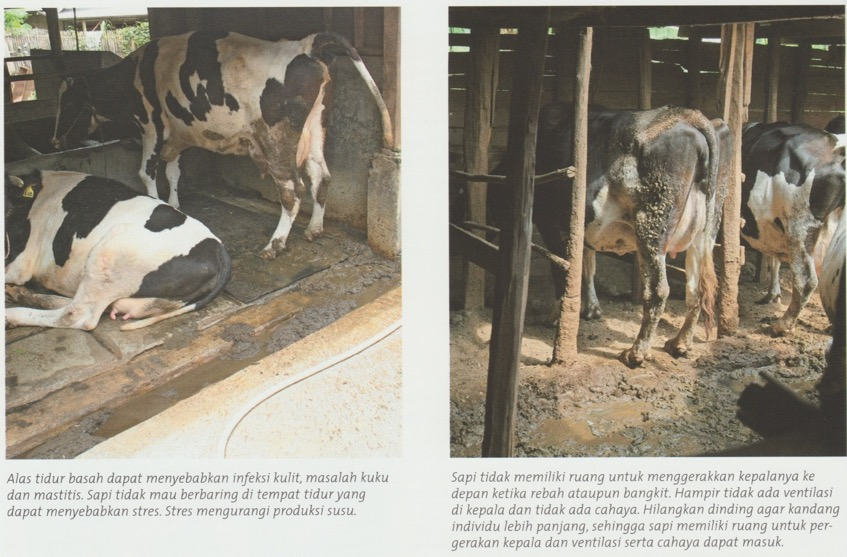 Alas tidur basah dapat menyebabkan infeksi kulit, masalah kuku
dan mastitis. Sapi tidak mau berbaring di tempat tidur yang
dapat menyebabkan stres. Stres mengurangi produksi susu.
Sapi tidak memiliki ruang untuk menggerakkan kepalanya ke
depan ketika rebah ataupun bangkit. Hampir tidak ada ventilasi
di kepala dan tidak ada cahaya. Hilangkan dinding agar kandang
individu lebih panjang, sehingga sapi memiliki ruang untuk per-
gerakan kepala dan ventilasi serta cahaya dapat masuk.